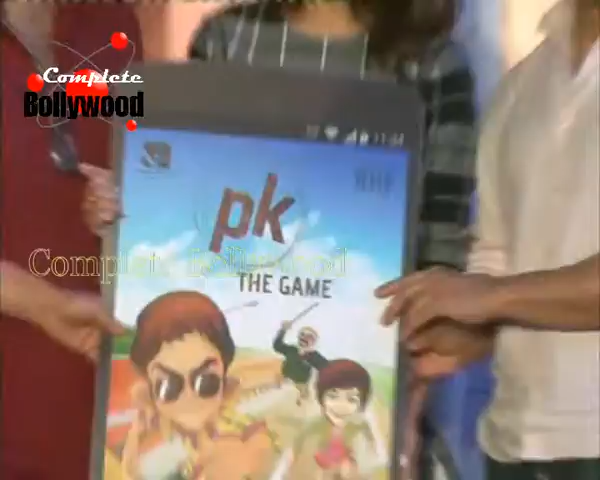 Complete
Bollywood
pk
Complete Bollywood
THE GAME